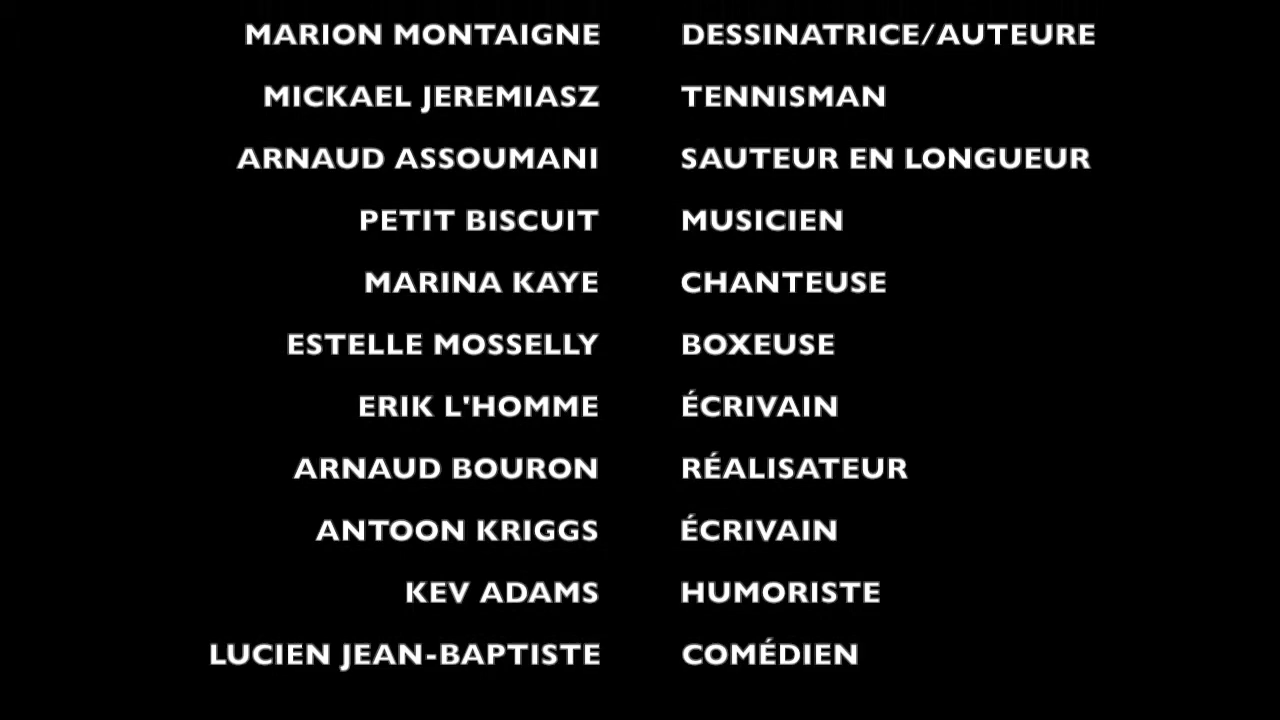 MARION MONTAIGNE DESSINATRICE/AUTEURE
MICKAEL JEREMIASZ TENNISMAN
ARNAUD ASSOUMANI SAUTEUR EN LONGUEUR
PETIT BISCUIT MUSICIEN
MARINA KAYE CHANTEUSE
ESTELLE MOSSELLY BOXEUSE
ERIK L'HOMME ÉCRIVAIN
ARNAUD BOURON RÉALISATEUR
ANTOON KRIGGS ÉCRIVAIN
KEV ADAMS HUMORISTE
LUCIEN JEAN-BAPTISTE COMÉDIEN